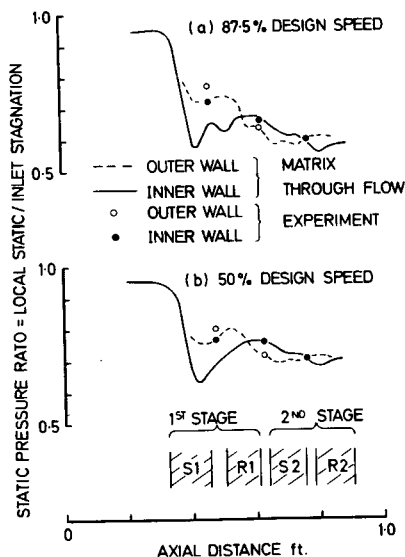 1.0
(a) 87.5% DESIGN SPEED
0.5
OUTER WALL
INNER WALL
MATRIX
THROUGH FLOW
OUTER WALL
INNER WALL
EXPERIMENT
1.0
(b) 50% DESIGN SPEED
0.5
1ST STAGE
2ND STAGE
S1
R1
S2
R2
0
1.0
AXIAL DISTANCE ft.
STATIC PRESSURE RATIO = LOCAL STATIC/INLET STAGNATION